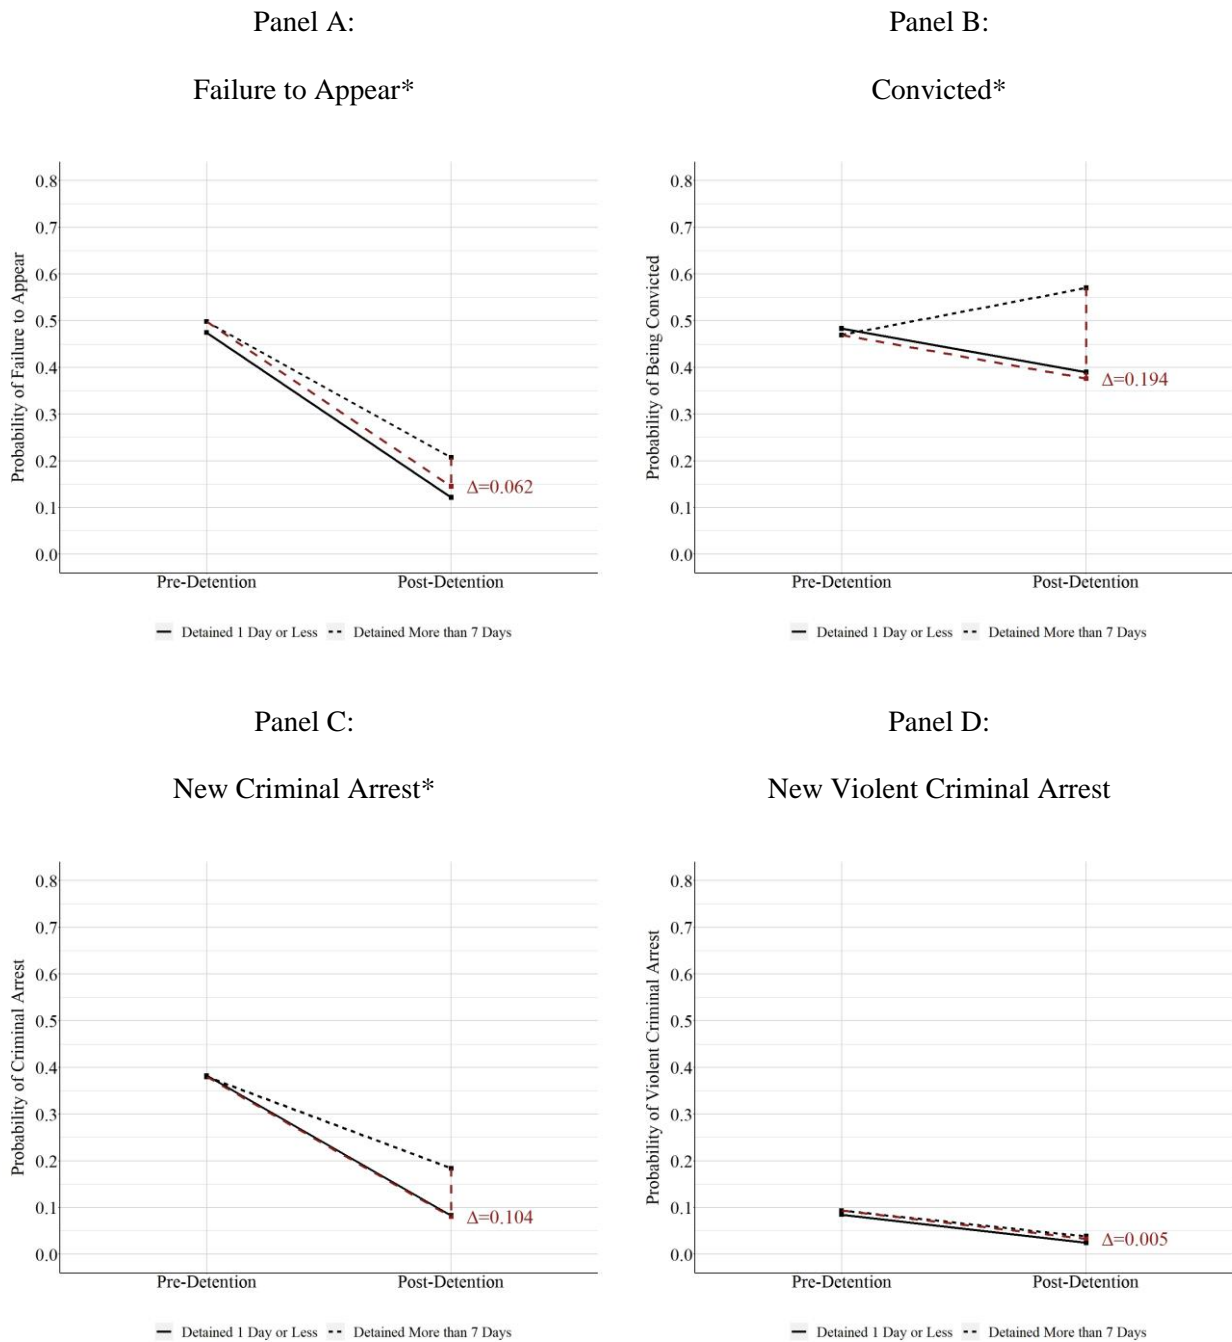 Panel A:
Failure to Appear*
Probability of Failure to Appear
0.8
0.7
0.6
0.5
0.4
0.3
0.2
0.1
0.0
Δ=0.062
Pre-Detention Post-Detention
Detained 1 Day or Less Detained More than 7 Days
Panel B:
Convicted*
Probability of Being Convicted
0.8
0.7
0.6
0.5
0.4
0.3
0.2
0.1
0.0
Δ=0.194
Pre-Detention Post-Detention
Detained 1 Day or Less Detained More than 7 Days
Panel C:
New Criminal Arrest*
Probability of Criminal Arrest
0.8
0.7
0.6
0.5
0.4
0.3
0.2
0.1
0.0
Δ=0.104
Pre-Detention Post-Detention
Detained 1 Day or Less Detained More than 7 Days
Panel D:
New Violent Criminal Arrest
Probability of Violent Criminal Arrest
0.8
0.7
0.6
0.5
0.4
0.3
0.2
0.1
0.0
Δ=0.005
Pre-Detention Post-Detention
Detained 1 Day or Less Detained More than 7 Days